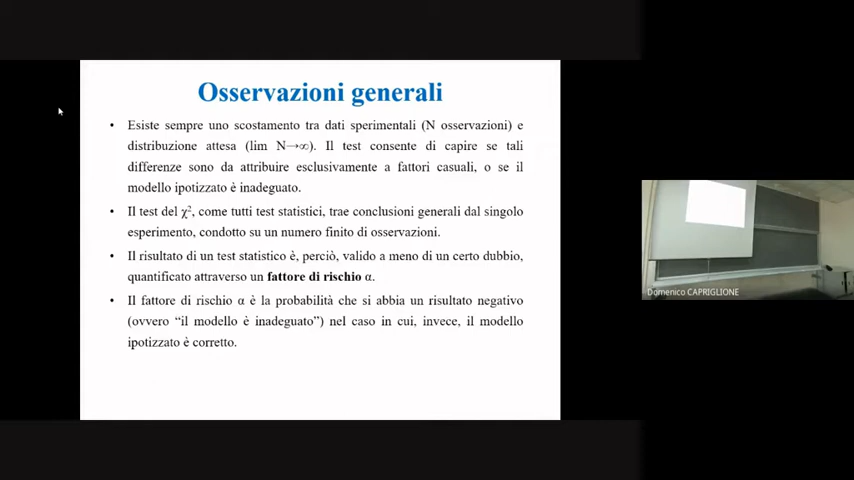 Osservazioni generali
• Esiste sempre uno scostamento tra dati sperimentali (N osservazioni) e
distribuzione attesa (lim N→∞). Il test consente di capire se tali
differenze sono da attribuire esclusivamente a fattori casuali, o se il
modello ipotizzato è inadeguato.
• Il test del χ², come tutti test statistici, trae conclusioni generali dal singolo
esperimento, condotto su un numero finito di osservazioni.
• Il risultato di un test statistico è, perciò, valido a meno di un certo dubbio,
quantificato attraverso un fattore di rischio α.
• Il fattore di rischio α è la probabilità che si abbia un risultato negativo
(ovvero “il modello è inadeguato”) nel caso in cui, invece, il modello
ipotizzato è corretto.
Domenico CAPRIGLIONE